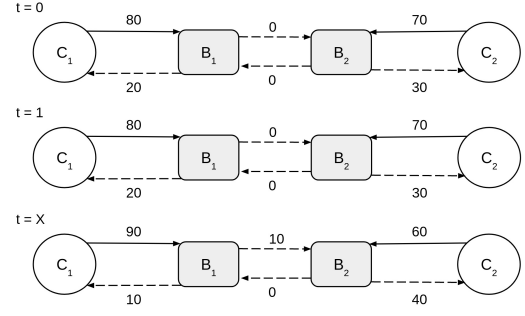 t = 0
80 0 70
C1 B1 B2 C2
20 0 30
t = 1
80 0 70
C1 B1 B2 C2
20 0 30
t = X
90 10 60
C1 B1 B2 C2
10 0 40